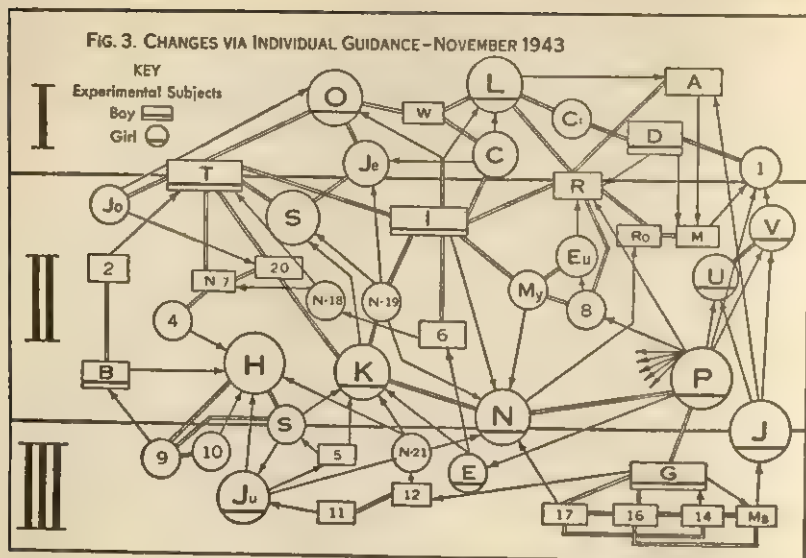 FIG. 3. CHANGES VIA INDIVIDUAL GUIDANCE–NOVEMBER 1943
KEY
Experimental Subjects
Boy
Girl
I
O
W
L
A
C
D
Je
C
1
T
R
Jo
S
I
Ro
M
V
II
2
N 7
20
N-18
N-19
My
Eu
8
U
4
6
B
H
K
N
P
J
III
9
10
S
5
N-21
E
G
Ju
11
12
17
16
14